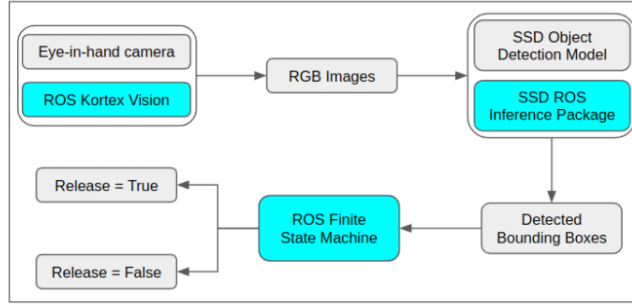 Eye-in-hand camera
ROS Kortex Vision
RGB Images
SSD Object
Detection Model
SSD ROS
Inference Package
Release = True
ROS Finite
State Machine
Detected
Bounding Boxes
Release = False